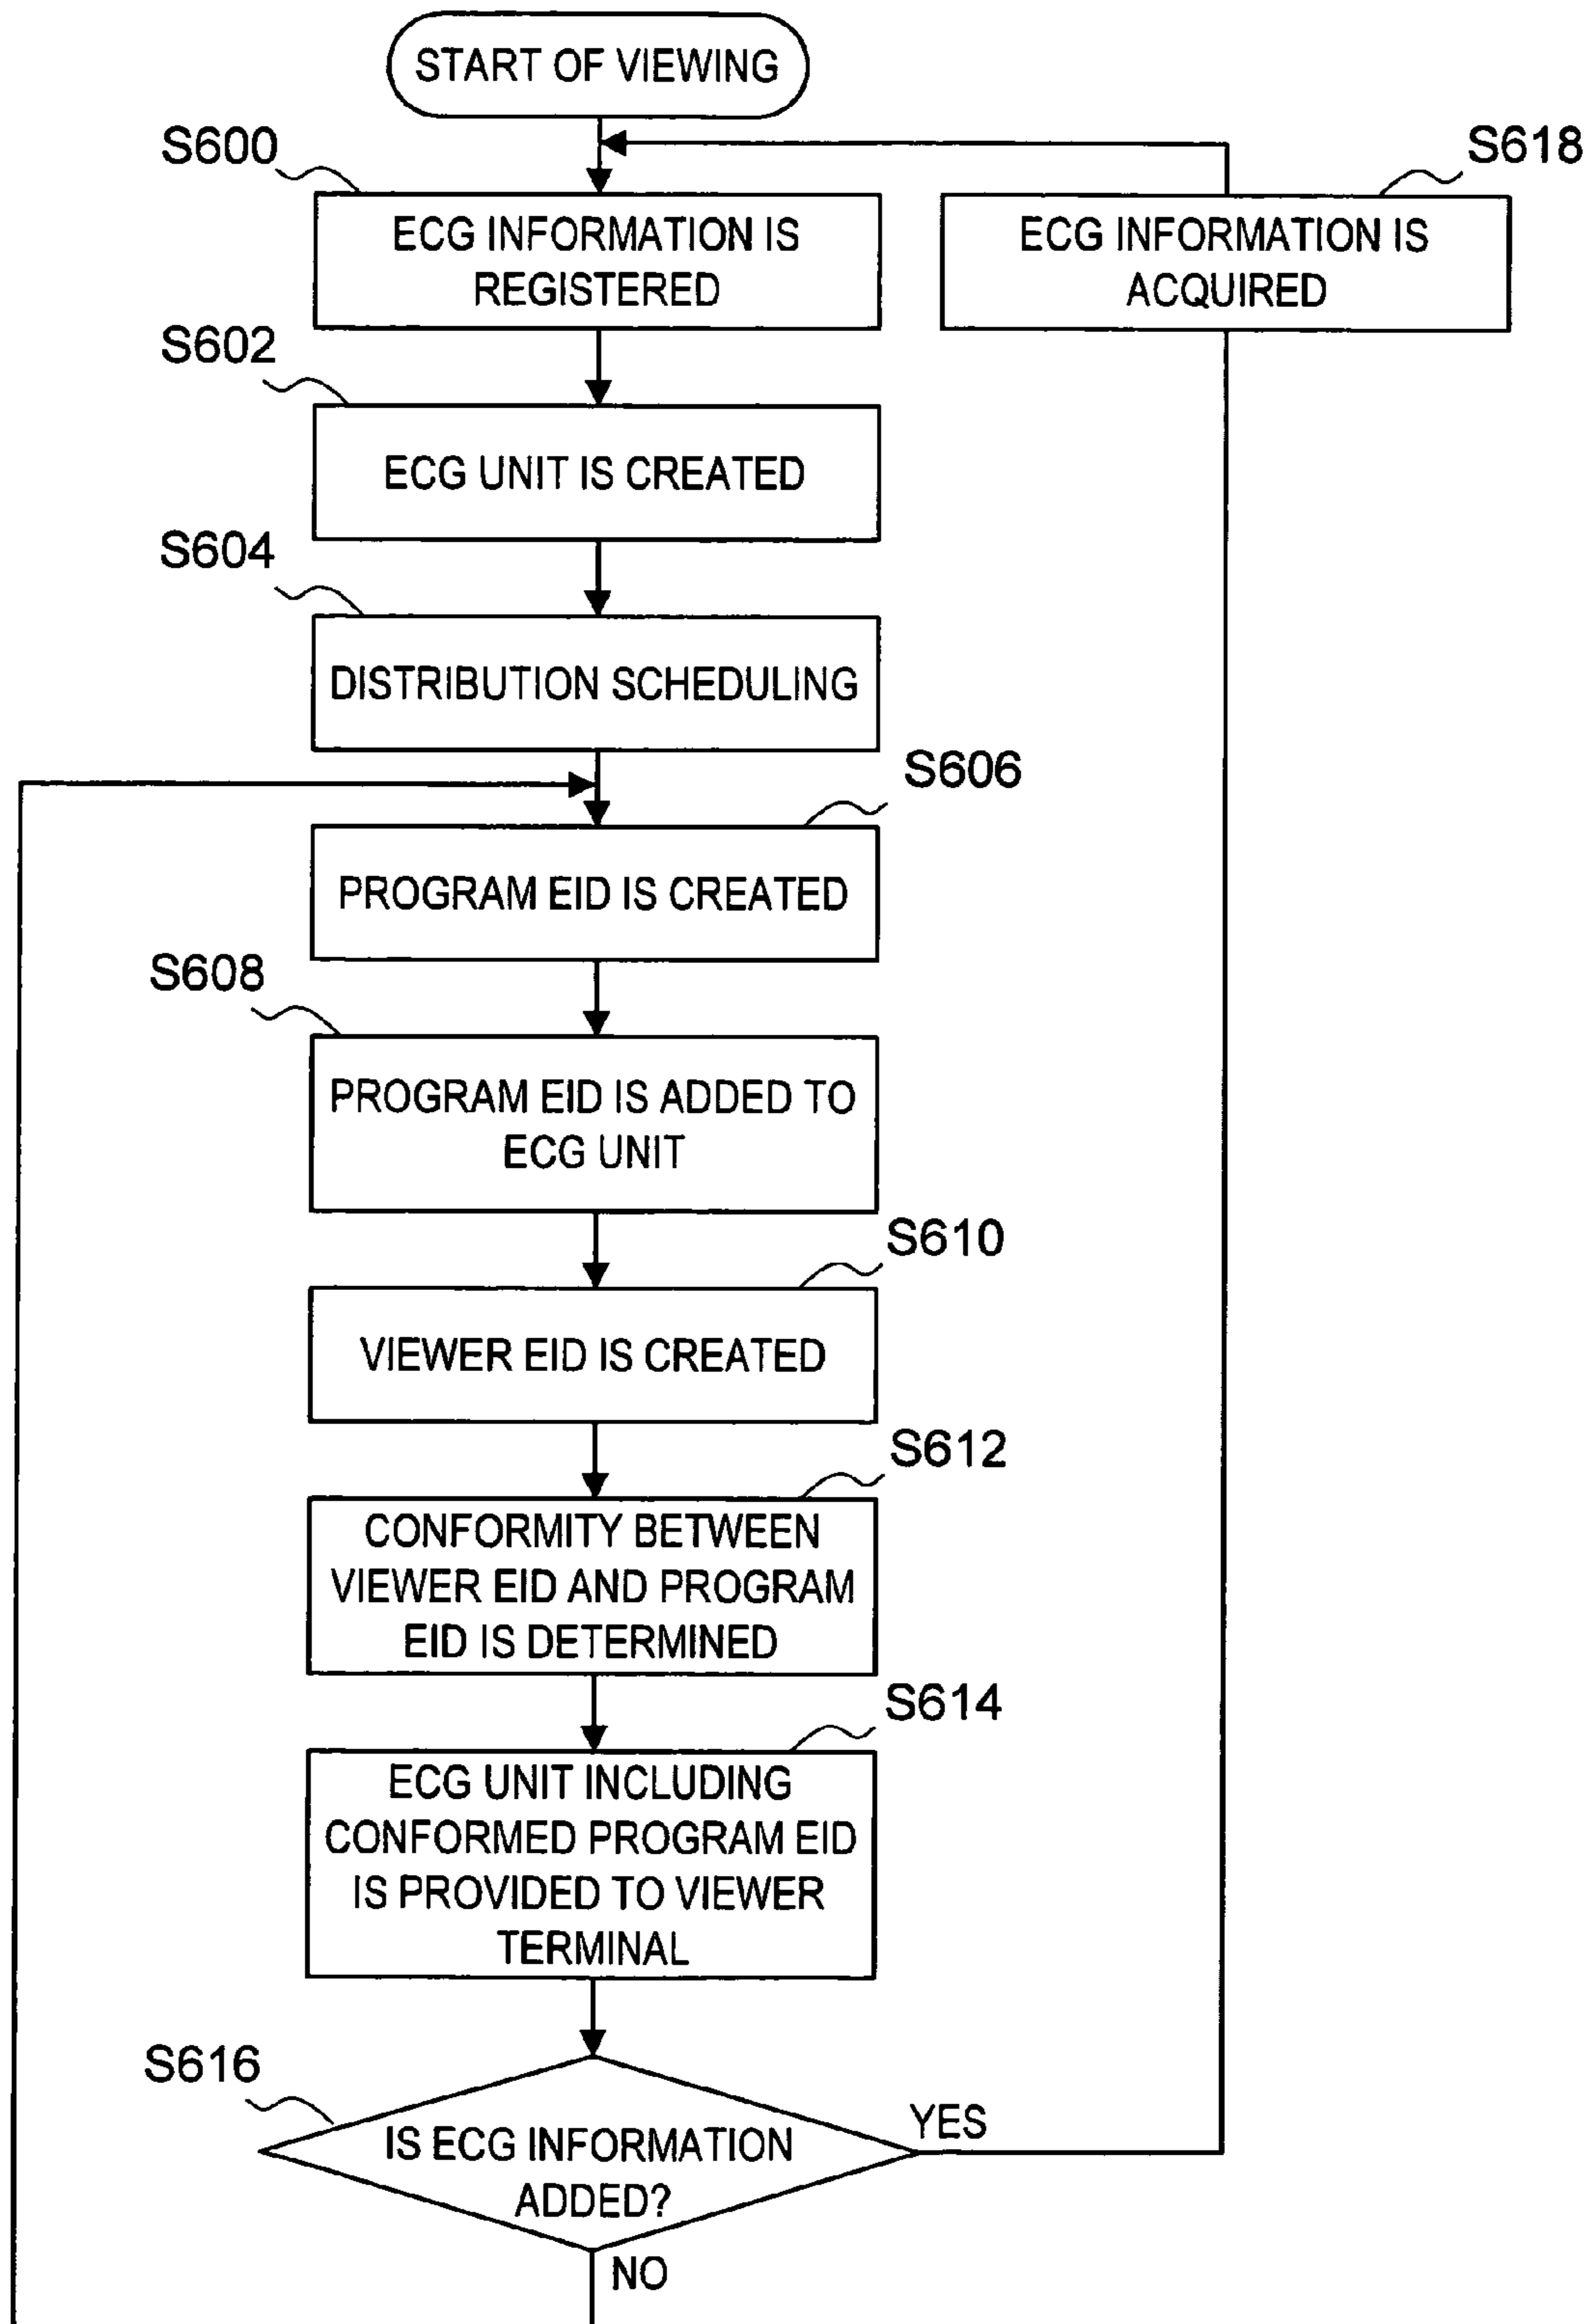 START OF VIEWING
S600
ECG INFORMATION IS
REGISTERED
S618
ECG INFORMATION IS
ACQUIRED
S602
ECG UNIT IS CREATED
S604
DISTRIBUTION SCHEDULING
S606
PROGRAM EID IS CREATED
S608
PROGRAM EID IS ADDED TO
ECG UNIT
S610
VIEWER EID IS CREATED
S612
CONFORMITY BETWEEN
VIEWER EID AND PROGRAM
EID IS DETERMINED
S614
ECG UNIT INCLUDING
CONFORMED PROGRAM EID
IS PROVIDED TO VIEWER
TERMINAL
S616
IS ECG INFORMATION
ADDED?
YES
NO